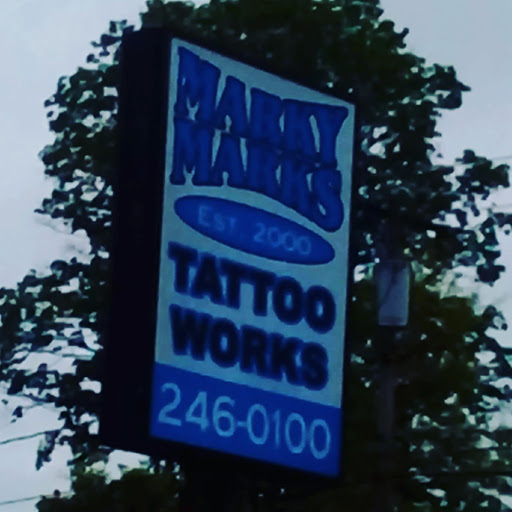 MARKY
MARKS
EST. 2000
TATTOO
WORKS
246-0100